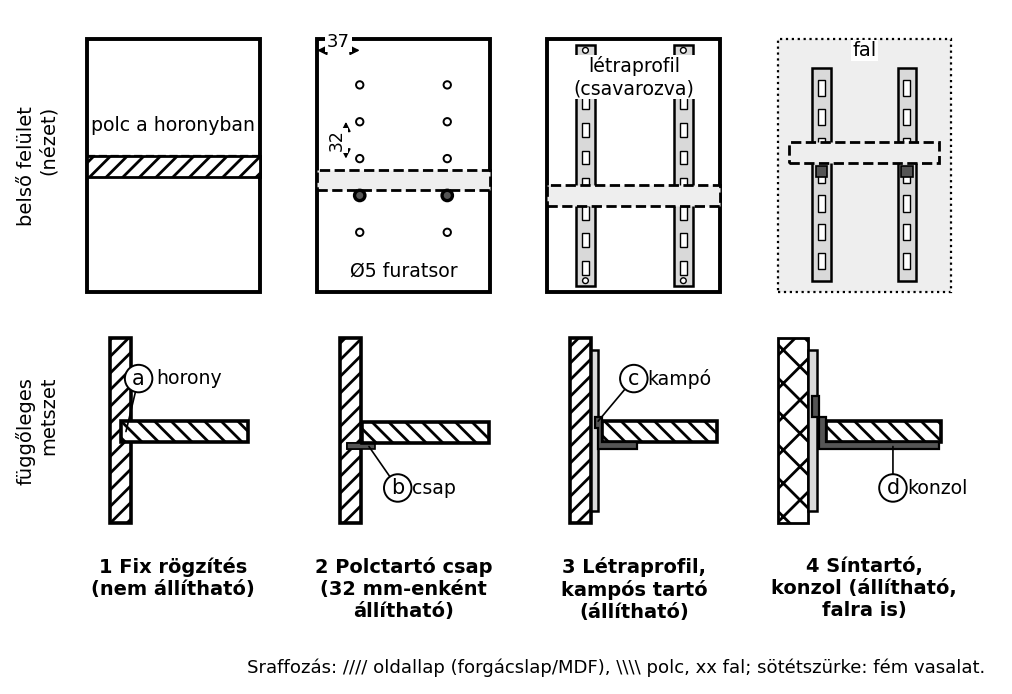 belső felület
(nézet)
polc a horonyban
37
32
Ø5 furatsor
létraprofil
(csavarozva)
fal
függőleges
metszet
a horony
b csap
c kampó
d konzol
1 Fix rögzítés
(nem állítható)
2 Polctartó csap
(32 mm-enként
állítható)
3 Létraprofil,
kampós tartó
(állítható)
4 Síntartó,
konzol (állítható,
falra is)
Sraffozás: //// oldallap (forgácslap/MDF), \\\\ polc, xx fal; sötétszürke: fém vasalat.